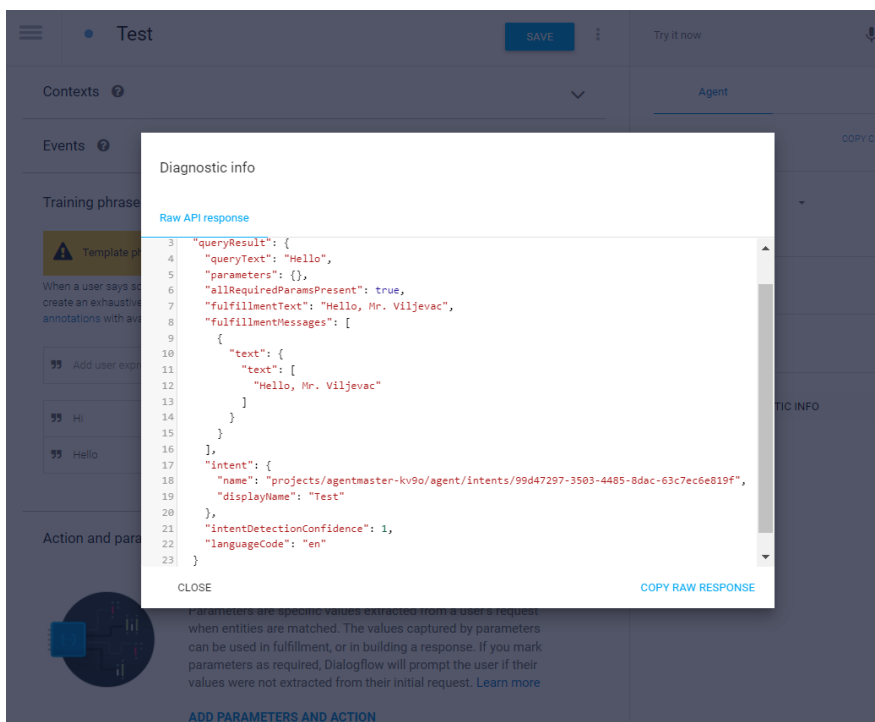 Test
SAVE
Try it now
Contexts
Agent
Events
COPY
Diagnostic info
Training phrase
Raw API response
3 "queryResult": {
4 "queryText": "Hello",
5 "parameters": {},
6 "allRequiredParamsPresent": true,
7 "fulfillmentText": "Hello, Mr. Viljevac",
8 "fulfillmentMessages": [
9 {
10 "text": {
11 "text": [
12 "Hello, Mr. Viljevac"
13 ]
14 }
15 }
16 ],
17 "intent": {
18 "name": "projects/agentmaster-kv9o/agent/intents/99d47297-3503-4485-8dac-63c7ec6e819f",
19 "displayName": "Test"
20 },
21 "intentDetectionConfidence": 1,
22 "languageCode": "en"
23 }
Template ph
When a user says so
create an exhaustive
annotations with ava
Add user expr
Hi
Hello
TIC INFO
Action and para
CLOSE
COPY RAW RESPONSE
Parameters are specific values extracted from a user's request
when entities are matched. The values captured by parameters
can be used in fulfillment, or in building a response. If you mark
parameters as required, Dialogflow will prompt the user if their
values were not extracted from their initial request. Learn more
ADD PARAMETERS AND ACTION